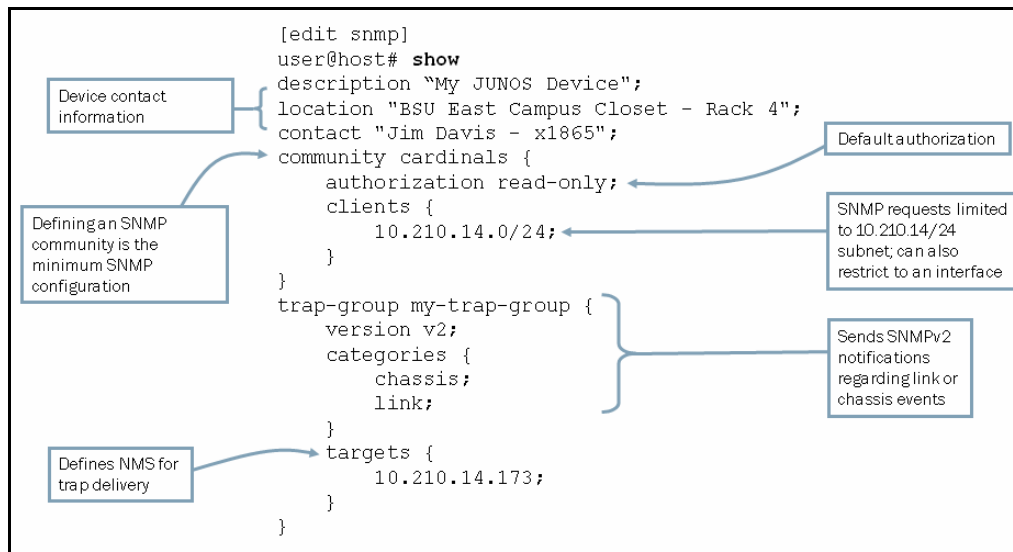 [edit snmp]
user@host# show
description “My JUNOS Device";
location "BSU East Campus Closet - Rack 4";
contact "Jim Davis - x1865";
community cardinals {
authorization read-only;
clients {
10.210.14.0/24;
}
}
trap-group my-trap-group {
version v2;
categories {
chassis;
link;
}
targets {
10.210.14.173;
}
}
Device contact
information
Defining an SNMP
community is the
minimum SNMP
configuration
Defines NMS for
trap delivery
Default authorization
SNMP requests limited
to 10.210.14/24
subnet; can also
restrict to an interface
Sends SNMPv2
notifications
regarding link or
chassis events